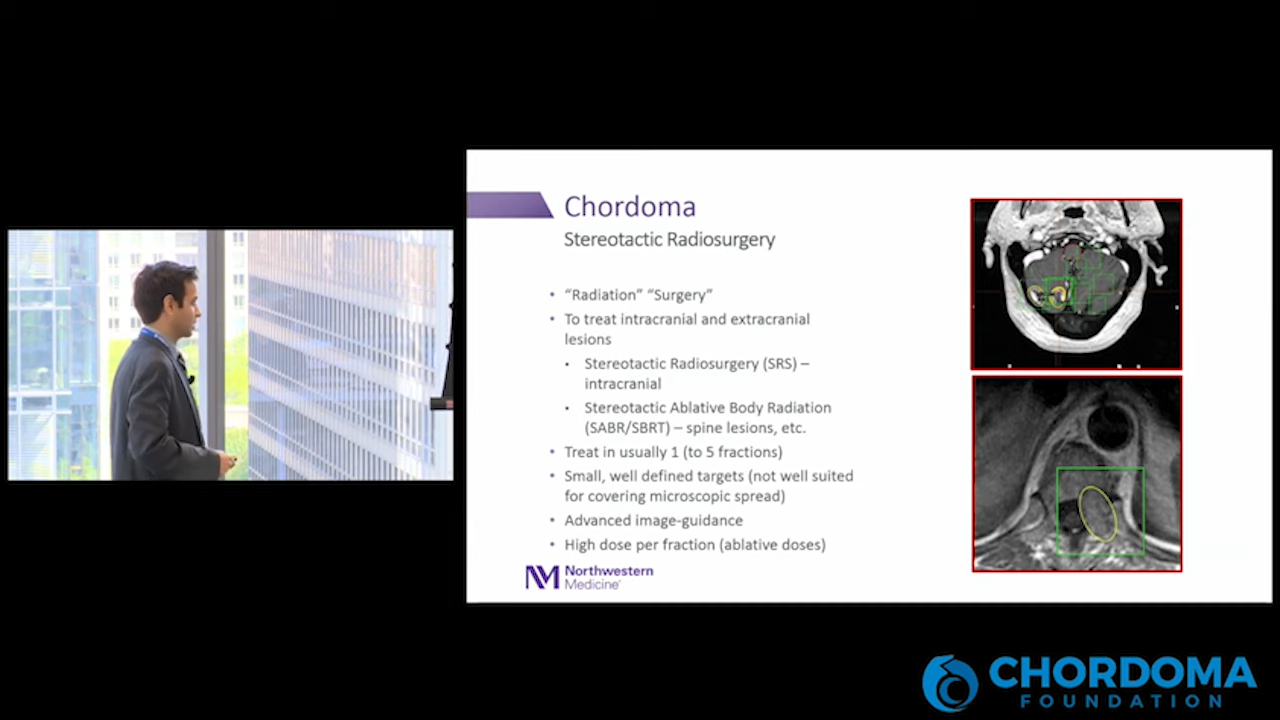 Chordoma
Stereotactic Radiosurgery
• “Radiation” “Surgery”
• To treat intracranial and extracranial
lesions
• Stereotactic Radiosurgery (SRS) –
intracranial
• Stereotactic Ablative Body Radiation
(SABR/SBRT) – spine lesions, etc.
• Treat in usually 1 (to 5 fractions)
• Small, well defined targets (not well suited
for covering microscopic spread)
• Advanced image-guidance
• High dose per fraction (ablative doses)
NM Northwestern
Medicine®
CHORDOMA
FOUNDATION